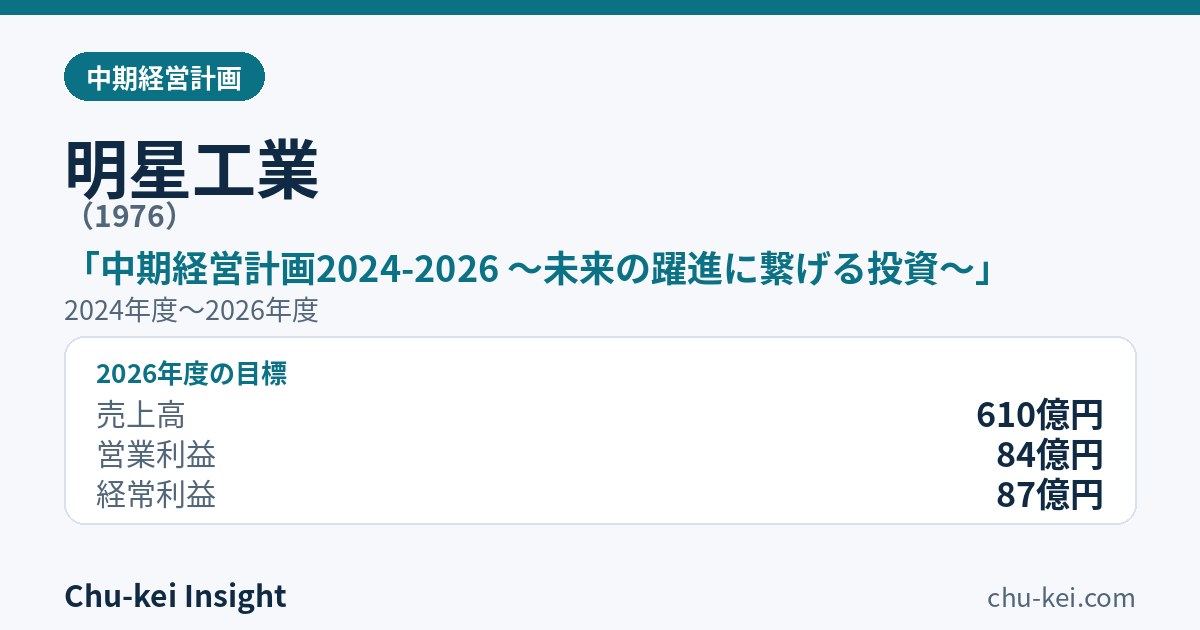 中期経営計画
明星工業
（1976）
「中期経営計画2024-2026 〜未来の躍進に繋げる投資〜」
2024年度〜2026年度
2026年度の目標
売上高 610億円
営業利益 84億円
経常利益 87億円
Chu-kei Insight chu-kei.com